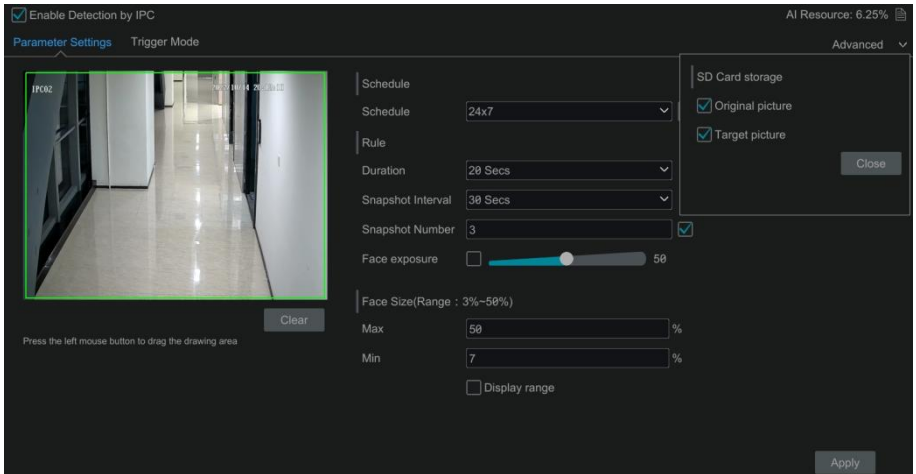 Enable Detection by IPC
AI Resource: 6.25%
Parameter Settings Trigger Mode
Advanced
SD Card storage
Original picture
Target picture
Close
IPC02
Schedule
Schedule 24x7
Rule
Duration 20 Secs
Snapshot Interval 30 Secs
Snapshot Number 3
Face exposure 50
Face Size(Range : 3%~50%)
Max 50 %
Min 7 %
Display range
Clear
Press the left mouse button to drag the drawing area
Apply